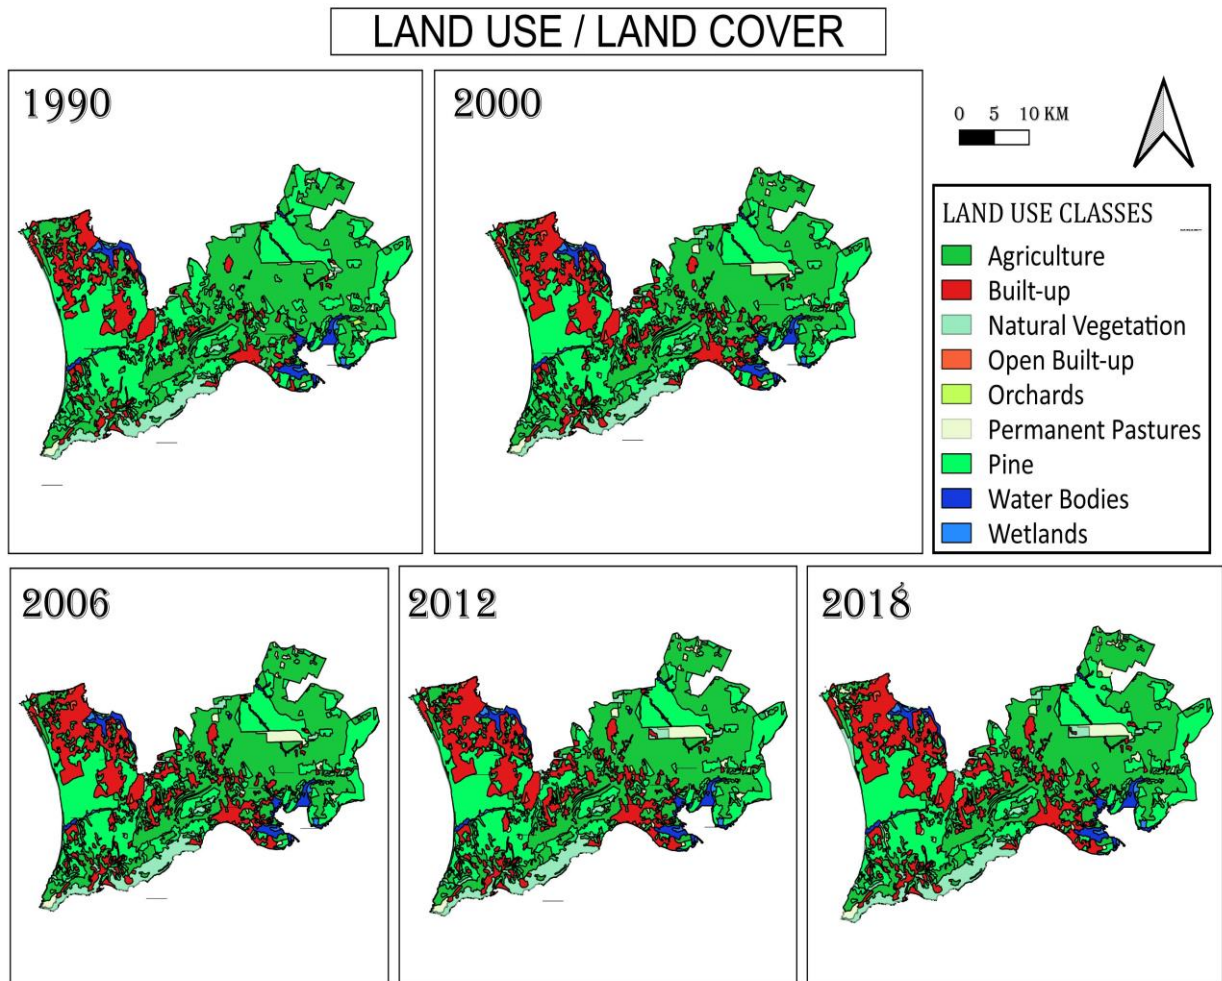 LAND USE / LAND COVER
1990
2000
0 5 10 KM
LAND USE CLASSES
Agriculture
Built-up
Natural Vegetation
Open Built-up
Orchards
Permanent Pastures
Pine
Water Bodies
Wetlands
2006
2012
2018